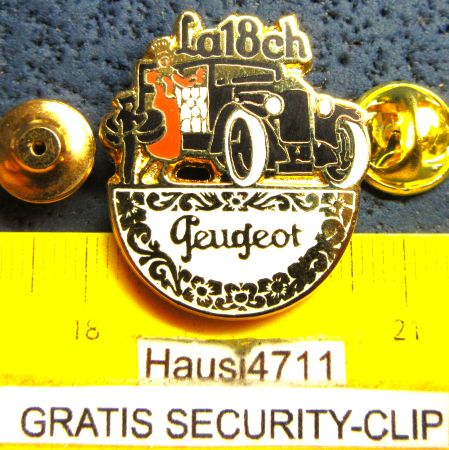 La18ch
Peugeot
18 21
Hausi4711
GRATIS SECURITY-CLIP